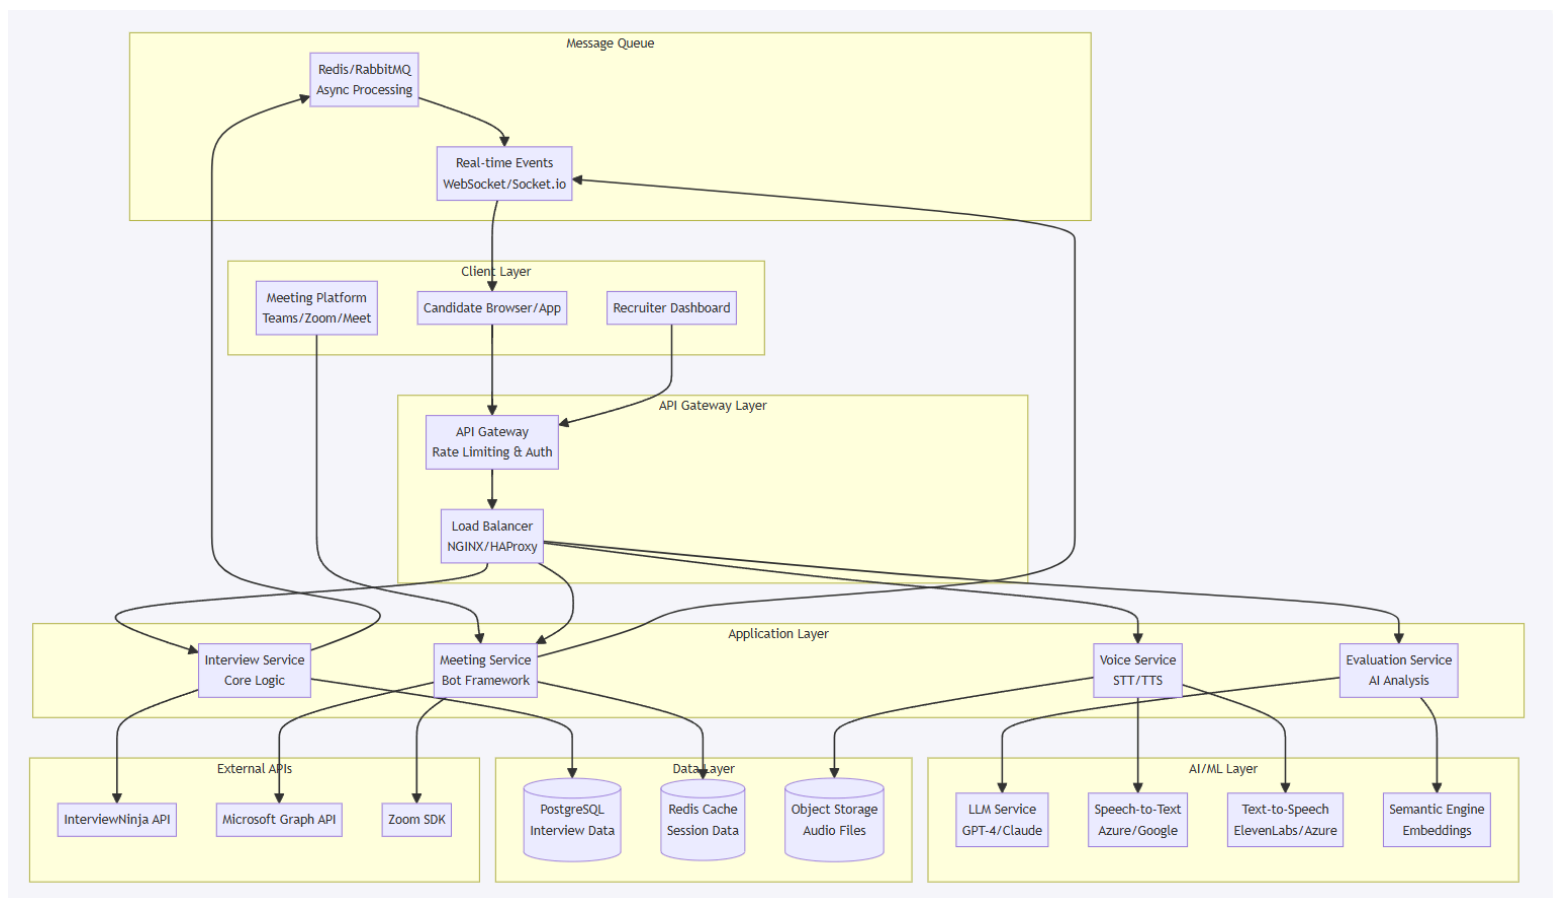 Message Queue
Redis/RabbitMQ
Async Processing
Real-time Events
WebSocket/Socket.io
Client Layer
Meeting Platform
Teams/Zoom/Meet
Candidate Browser/App
Recruiter Dashboard
API Gateway Layer
API Gateway
Rate Limiting & Auth
Load Balancer
NGINX/HAProxy
Application Layer
Interview Service
Core Logic
Meeting Service
Bot Framework
Voice Service
STT/TTS
Evaluation Service
AI Analysis
External APIs
InterviewNinja API
Microsoft Graph API
Zoom SDK
Data Layer
PostgreSQL
Interview Data
Redis Cache
Session Data
Object Storage
Audio Files
AI/ML Layer
LLM Service
GPT-4/Claude
Speech-to-Text
Azure/Google
Text-to-Speech
ElevenLabs/Azure
Semantic Engine
Embeddings